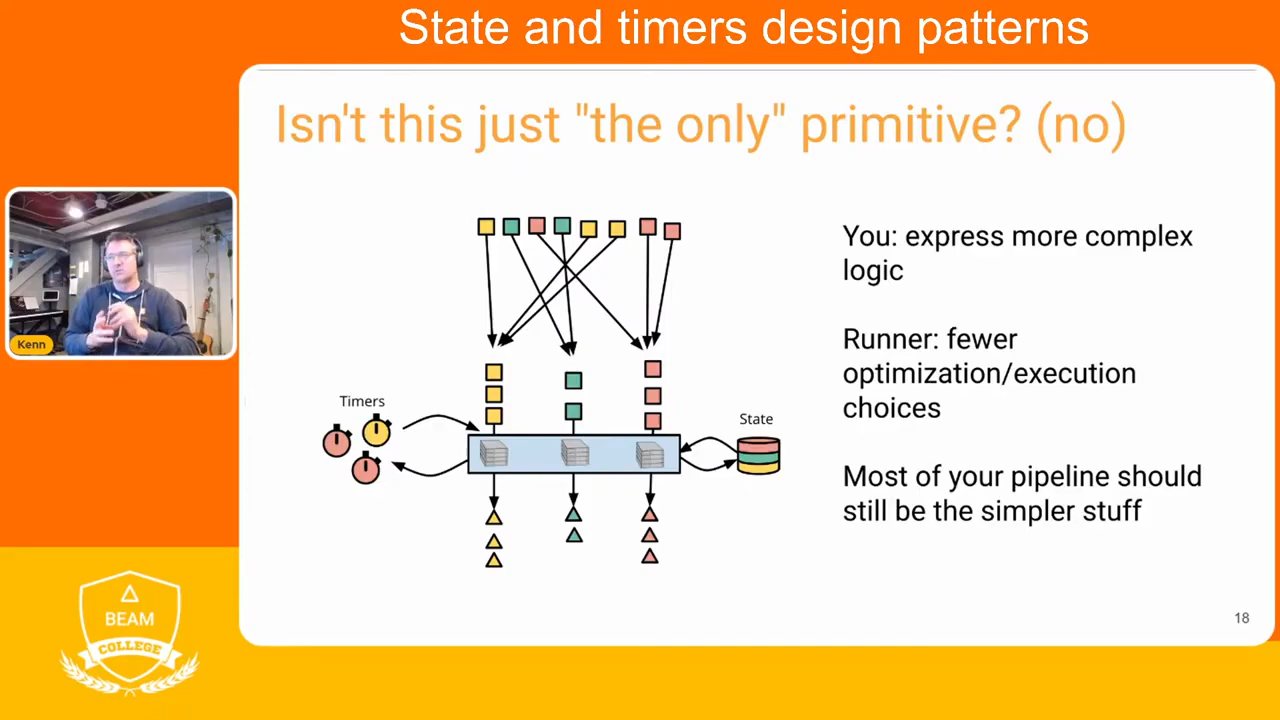 State and timers design patterns
Isn't this just "the only" primitive? (no)
You: express more complex
logic
Runner: fewer
optimization/execution
choices
Most of your pipeline should
still be the simpler stuff
Timers
State
Kenn
BEAM
COLLEGE
18